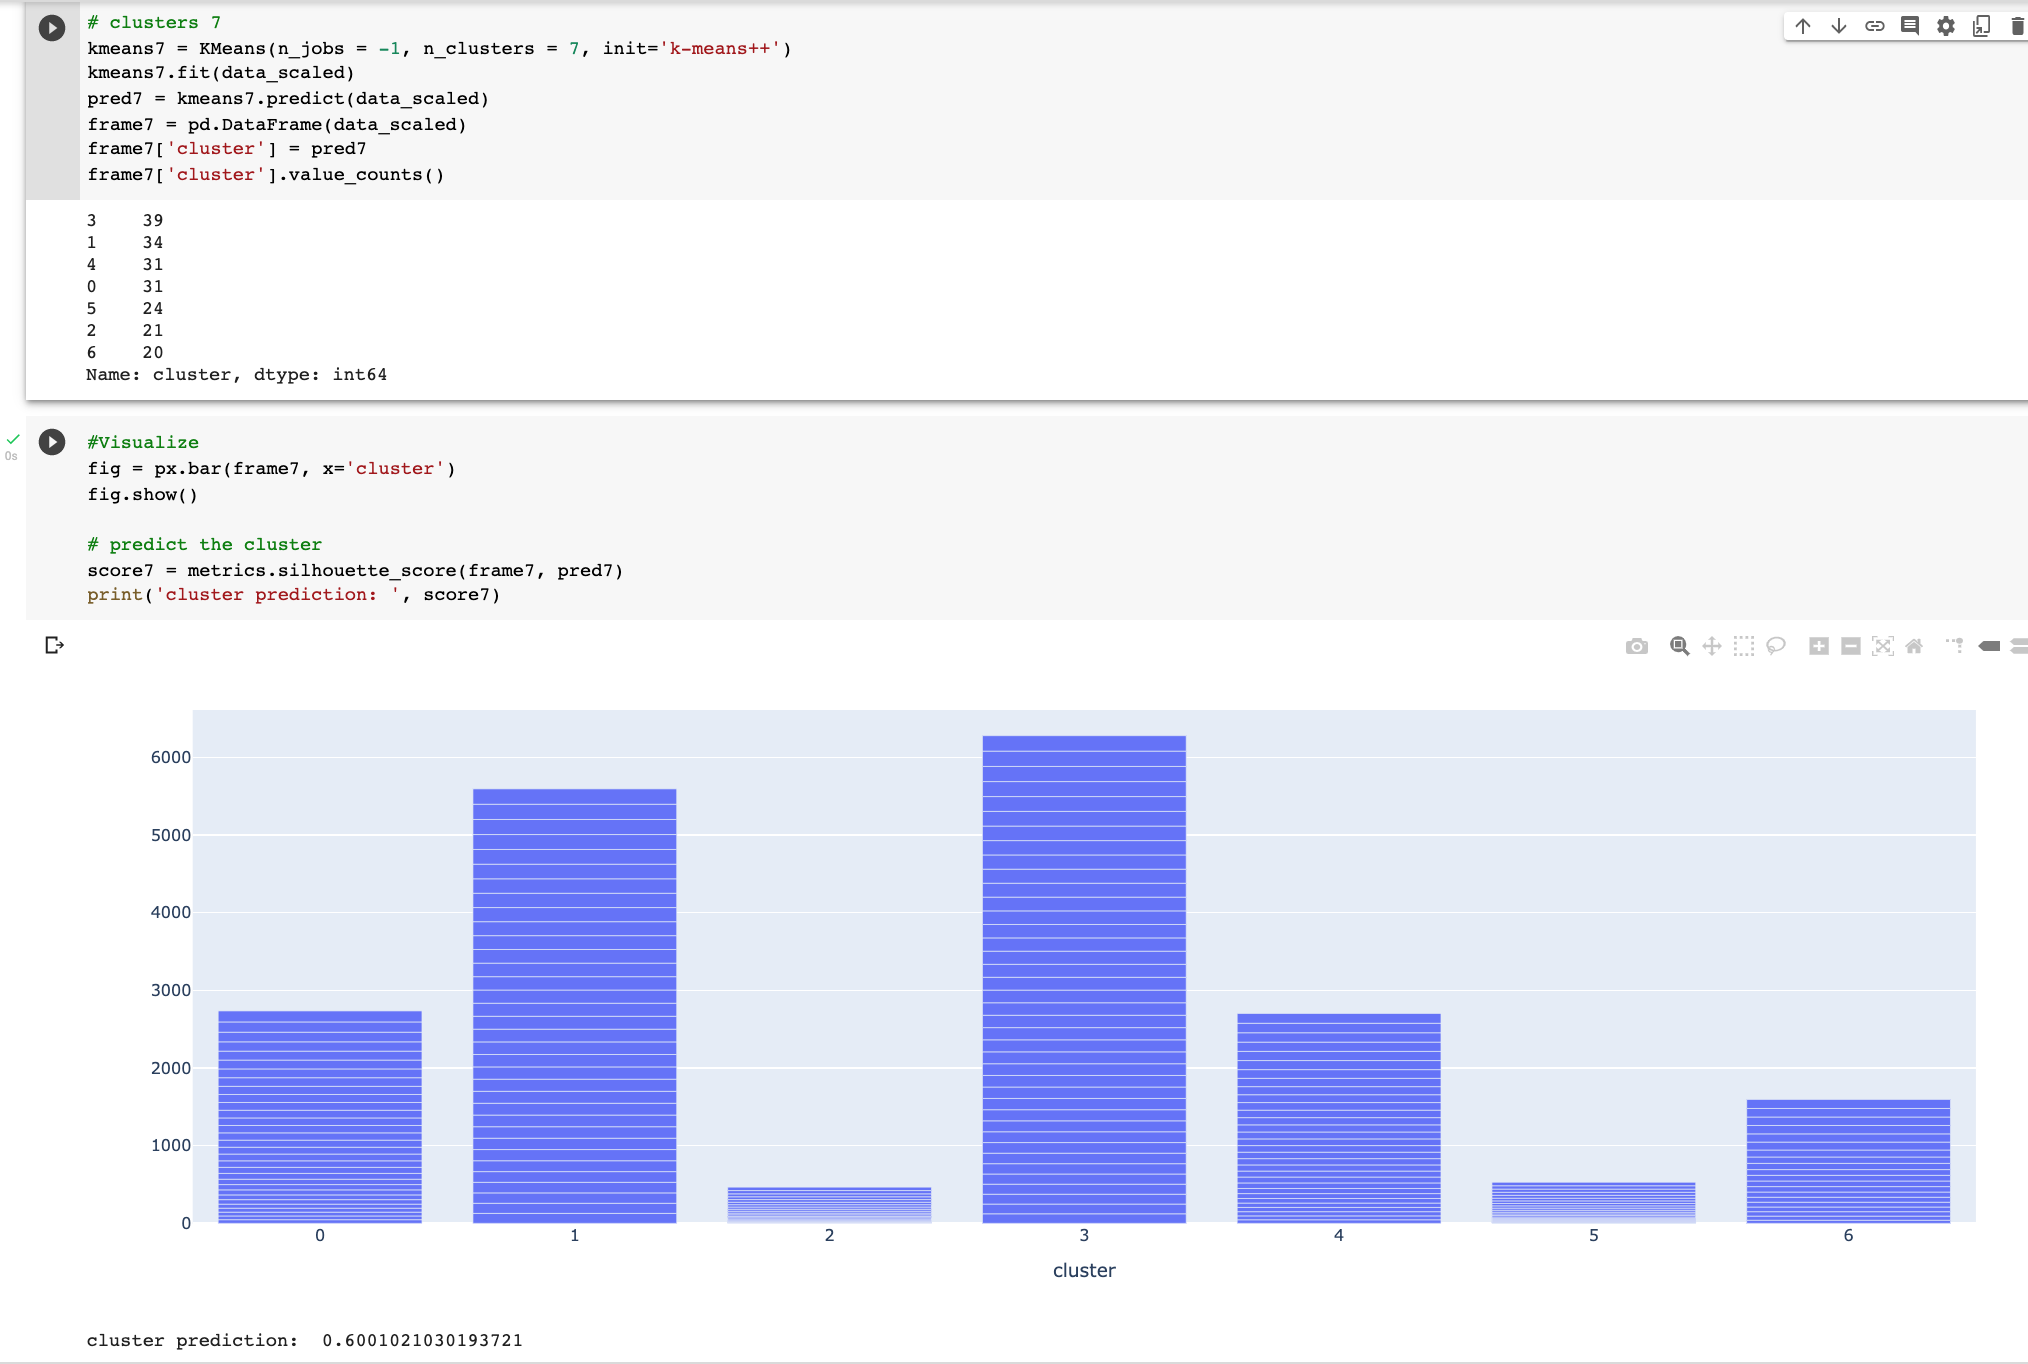 # clusters 7
kmeans7 = KMeans(n_jobs = -1, n_clusters = 7, init='k-means++')
kmeans7.fit(data_scaled)
pred7 = kmeans7.predict(data_scaled)
frame7 = pd.DataFrame(data_scaled)
frame7['cluster'] = pred7
frame7['cluster'].value_counts()
3 39
1 34
4 31
0 31
5 24
2 21
6 20
Name: cluster, dtype: int64
0s
#Visualize
fig = px.bar(frame7, x='cluster')
fig.show()
# predict the cluster
score7 = metrics.silhouette_score(frame7, pred7)
print('cluster prediction: ', score7)
6000
5000
4000
3000
2000
1000
0
0 1 2 3 4 5 6
cluster
cluster prediction:  0.6001021030193721